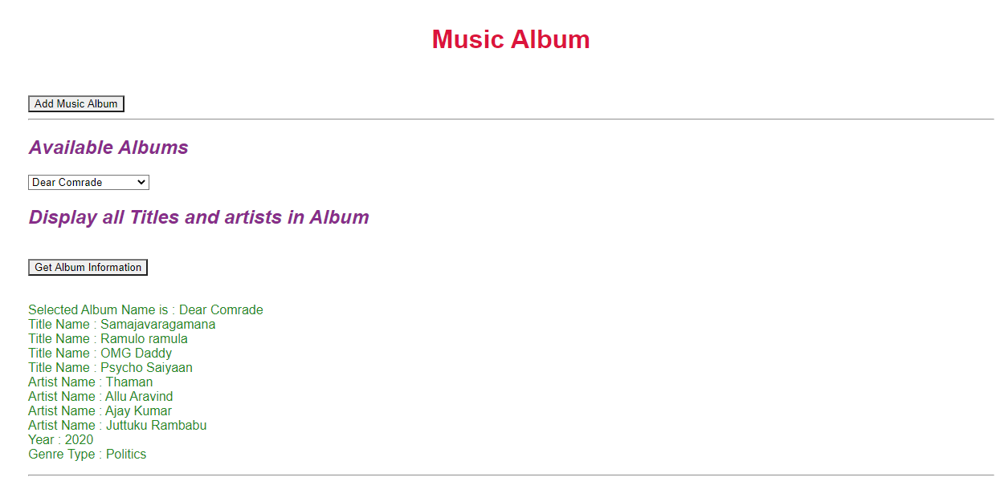 Music Album
Add Music Album
Available Albums
Dear Comrade
Display all Titles and artists in Album
Get Album Information
Selected Album Name is : Dear Comrade
Title Name : Samajavaragamana
Title Name : Ramulo ramula
Title Name : OMG Daddy
Title Name : Psycho Saiyaan
Artist Name : Thaman
Artist Name : Allu Aravind
Artist Name : Ajay Kumar
Artist Name : Juttuku Rambabu
Year : 2020
Genre Type : Politics